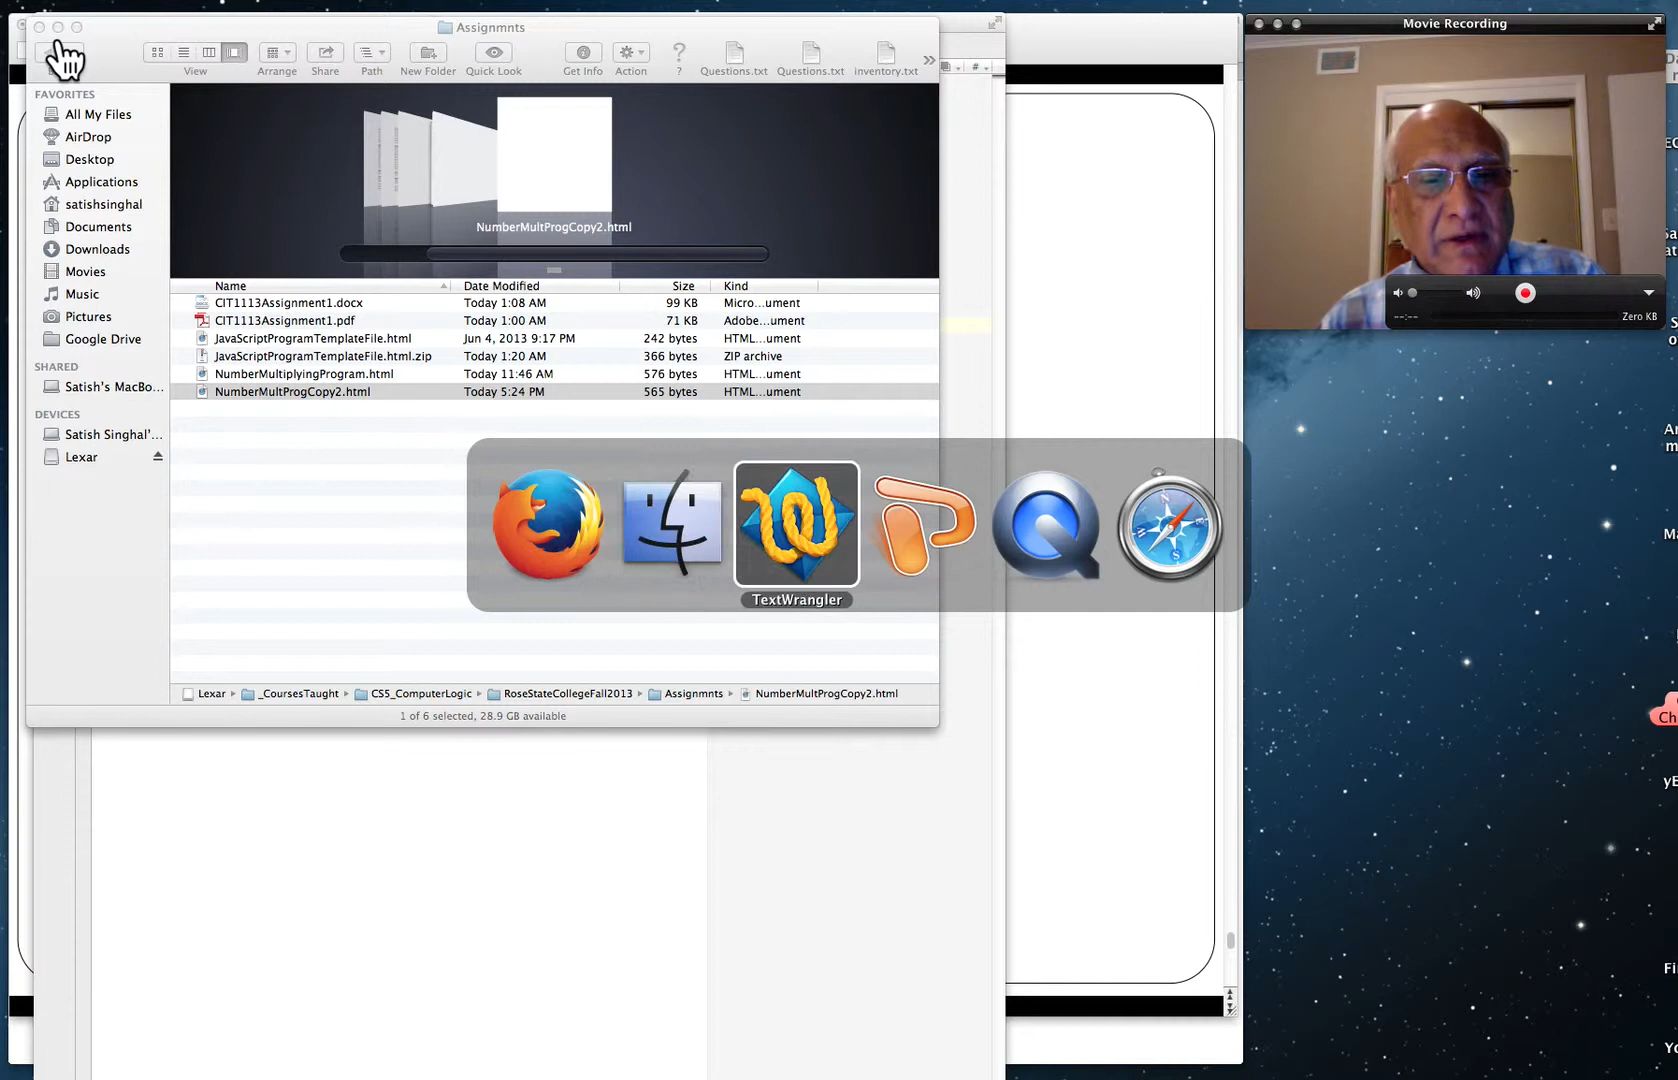 Assignmnts
Movie Recording
View
Arrange
Share
Path
New Folder
Quick Look
Get Info
Action
?
Questions.txt
Questions.txt
inventory.txt
FAVORITES
All My Files
AirDrop
Desktop
Applications
satishsinghal
Documents
Downloads
Movies
Music
Pictures
Google Drive
SHARED
Satish's MacBo...
DEVICES
Satish Singhal'...
Lexar
NumberMultProgCopy2.html
Name Date Modified Size Kind
CIT1113Assignment1.docx Today 1:08 AM 99 KB Micro...ument
CIT1113Assignment1.pdf Today 1:00 AM 71 KB Adobe...ument
JavaScriptProgramTemplateFile.html Jun 4, 2013 9:17 PM 242 bytes HTML...ument
JavaScriptProgramTemplateFile.html.zip Today 1:20 AM 366 bytes ZIP archive
NumberMultiplyingProgram.html Today 11:46 AM 576 bytes HTML...ument
NumberMultProgCopy2.html Today 5:24 PM 565 bytes HTML...ument
TextWrangler
Lexar _CoursesTaught CS5_ComputerLogic RoseStateCollegeFall2013 Assignmnts NumberMultProgCopy2.html
1 of 6 selected, 28.9 GB available
--:--
Zero KB